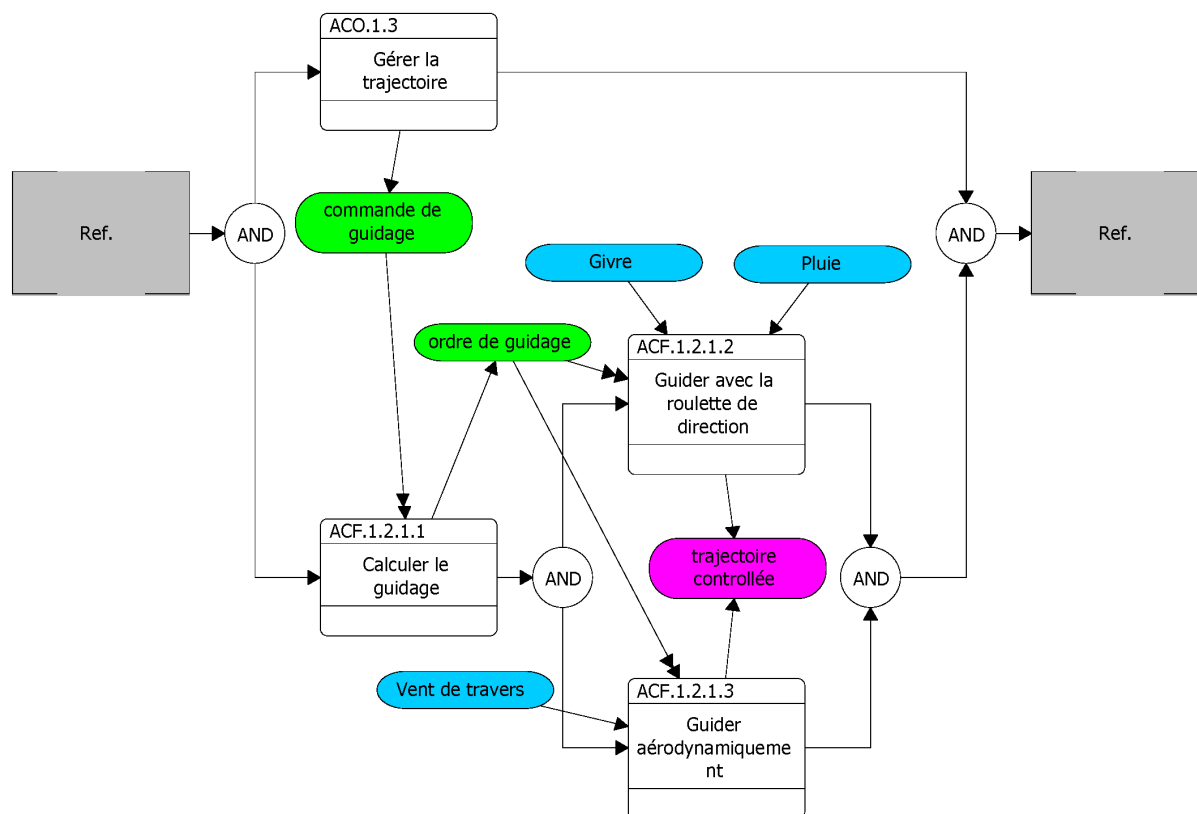 ACO.1.3
Gérer la
trajectoire
Ref.
AND
commande de
guidage
AND
Ref.
Givre
Pluie
ordre de guidage
ACF.1.2.1.2
Guider avec la
roulette de
direction
ACF.1.2.1.1
Calculer le
guidage
AND
trajectoire
controllée
AND
Vent de travers
ACF.1.2.1.3
Guider
aérodynamiqueme
nt